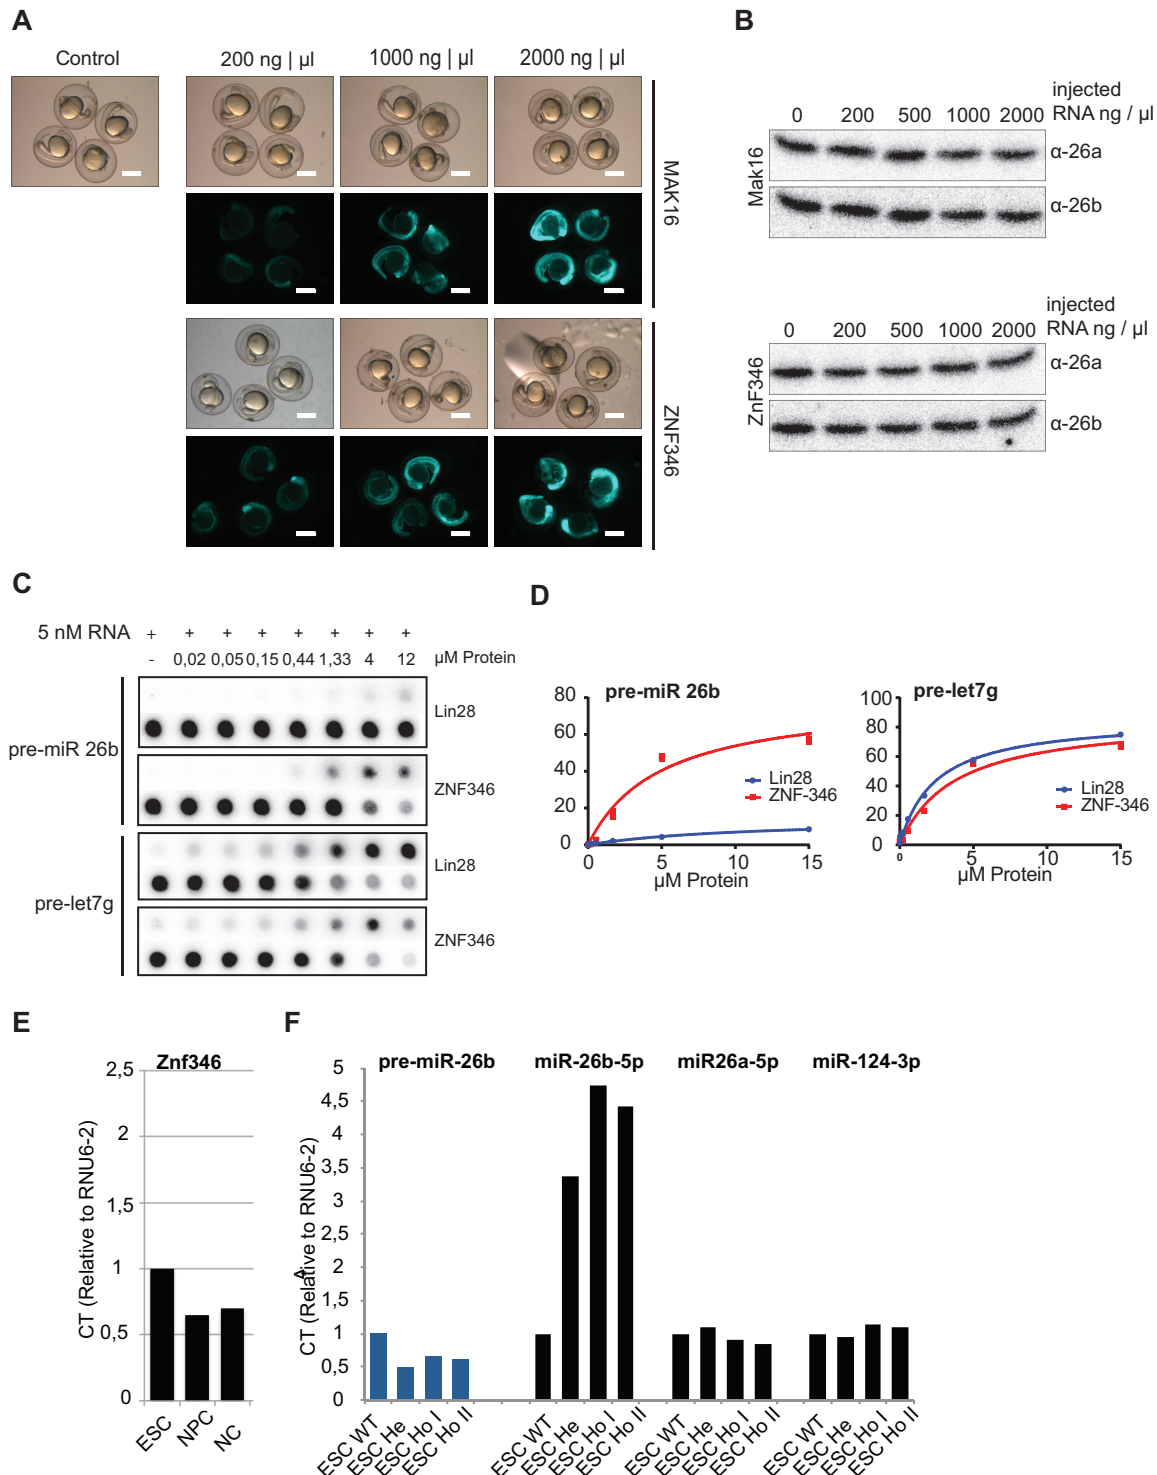 A
Control
200 ng | µl
1000 ng | µl
2000 ng | µl
MAK16
ZNF346
B
injected
0 200 500 1000 2000 RNA ng / µl
Mak16
α-26a
α-26b
injected
0 200 500 1000 2000 RNA ng / µl
ZnF346
α-26a
α-26b
C
5 nM RNA + + + + + + + +
- 0,02 0,05 0,15 0,44 1,33 4 12 µM Protein
pre-miR 26b
Lin28
ZNF346
pre-let7g
Lin28
ZNF346
D
pre-miR 26b
80
60
40
20
0
0 5 10 15
µM Protein
Lin28
ZNF-346
pre-let7g
100
80
60
40
20
0
0 5 10 15
µM Protein
Lin28
ZNF-346
E
Znf346
CT (Relative to RNU6-2)
2,5
2
1,5
1
0,5
0
ESC NPC NC
F
pre-miR-26b miR-26b-5p miR26a-5p miR-124-3p
CT (Relative to RNU6-2)
5
4,5
4
3,5
3
2,5
2
1,5
1
0,5
0
ESC WT ESC He ESC Ho I ESC Ho II ESC WT ESC He ESC Ho I ESC Ho II ESC WT ESC He ESC Ho I ESC Ho II ESC WT ESC He ESC Ho I ESC Ho II